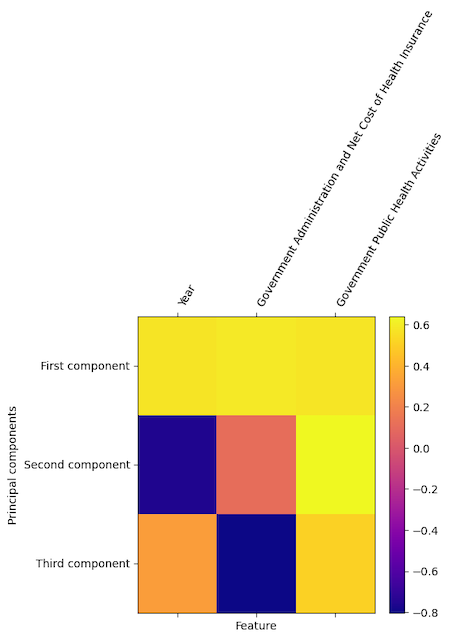 Year
Government Administration and Net Cost of Health Insurance
Government Public Health Activities
First component
Second component
Third component
Principal components
Feature
0.6
0.4
0.2
0.0
−0.2
−0.4
−0.6
−0.8